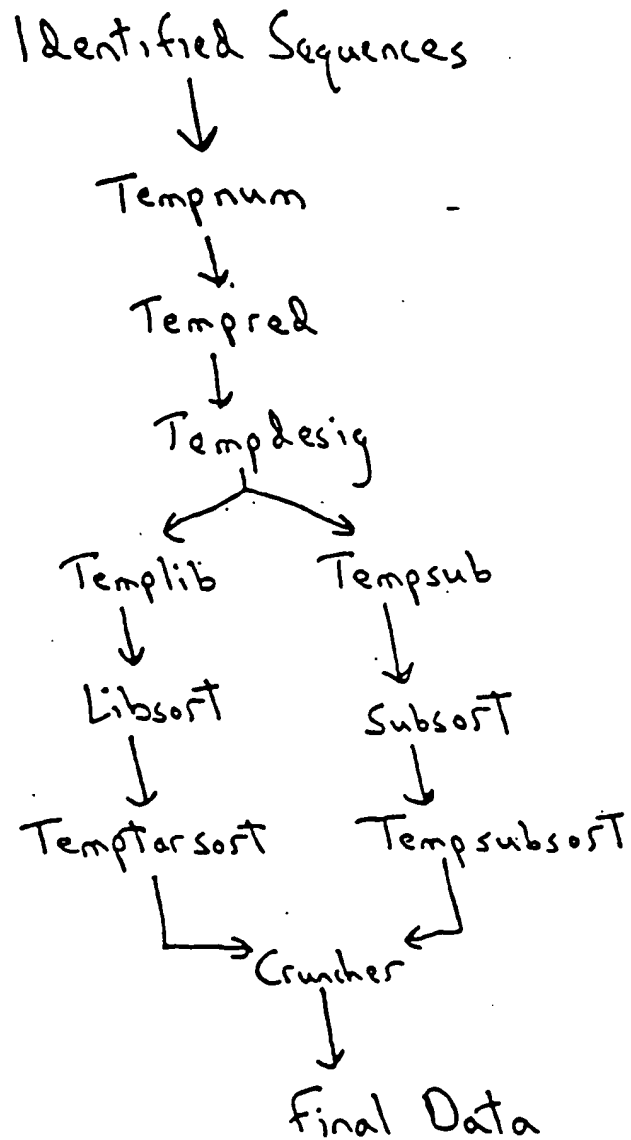 Identified Sequences
Tempnum
Tempred
Tempdesig
Templib Tempsub
Libsort Subsort
Temptarsort Tempsubsort
Cruncher
Final Data